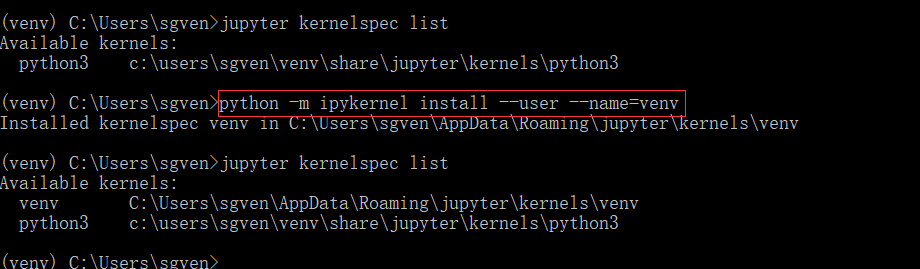 (venv) C:\Users\sgven>jupyter kernelspec list
Available kernels:
  python3    c:\users\sgven\venv\share\jupyter\kernels\python3
(venv) C:\Users\sgven>python -m ipykernel install --user --name=venv
Installed kernelspec venv in C:\Users\sgven\AppData\Roaming\jupyter\kernels\venv
(venv) C:\Users\sgven>jupyter kernelspec list
Available kernels:
  venv       C:\Users\sgven\AppData\Roaming\jupyter\kernels\venv
  python3    c:\users\sgven\venv\share\jupyter\kernels\python3
(venv) C:\Users\sgven>